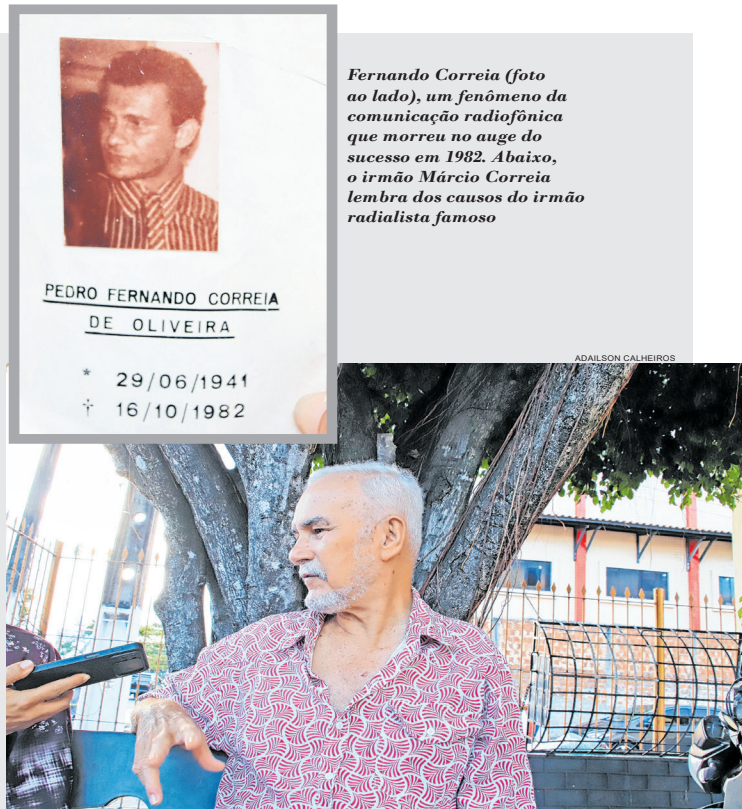 PEDRO FERNANDO CORREIA
DE OLIVEIRA
* 29/06/1941
† 16/10/1982
Fernando Correia (foto
ao lado), um fenômeno da
comunicação radiofônica
que morreu no auge do
sucesso em 1982. Abaixo,
o irmão Márcio Correia
lembra dos causos do irmão
radialista famoso
ADAILSON CALHEIROS